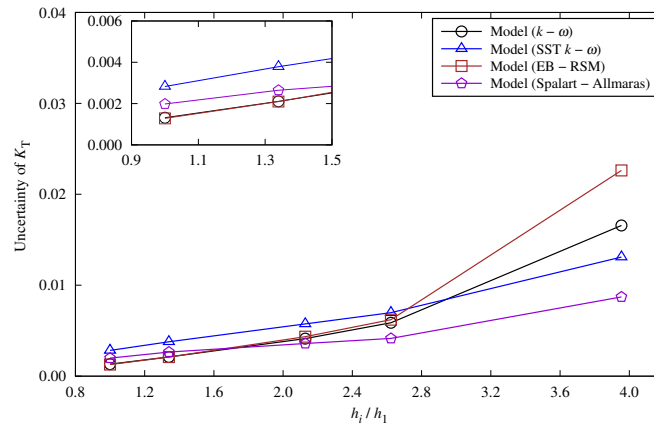 0.04
0.03
0.02
0.01
0.00
Uncertainty of K_T
0.006
0.004
0.002
0.000
0.9 1.1 1.3 1.5
Model (k − ω)
Model (SST k − ω)
Model (EB − RSM)
Model (Spalart − Allmaras)
0.8 1.2 1.6 2.0 2.4 2.8 3.2 3.6 4.0
h_i / h_1